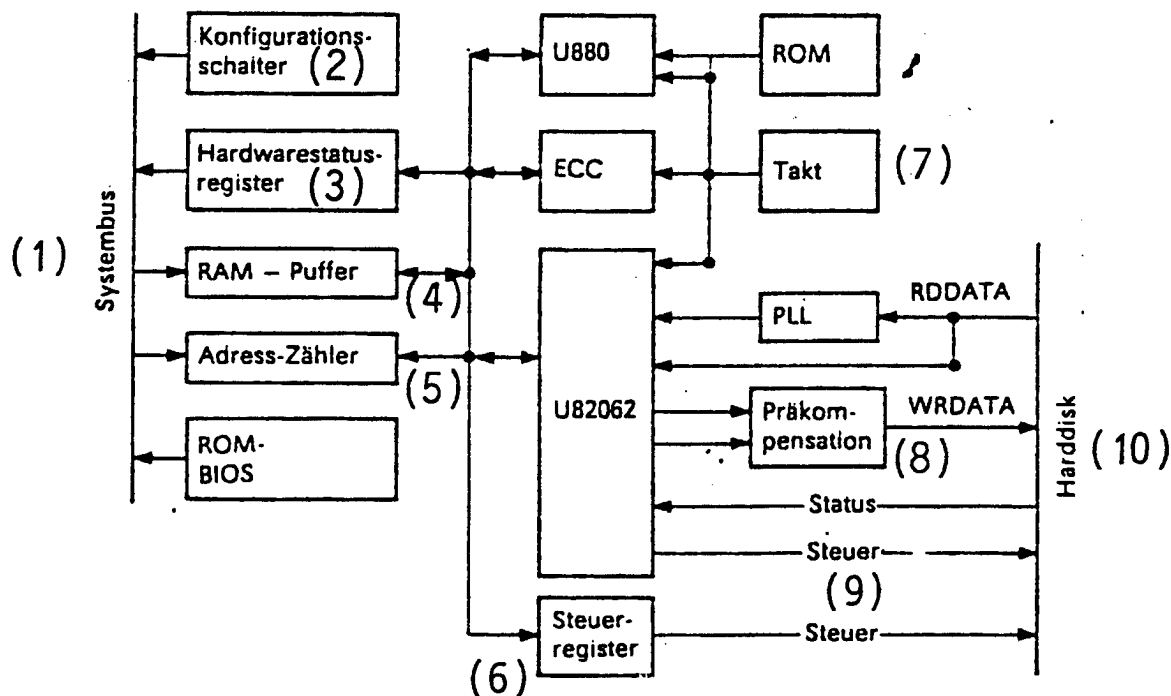 Konfigurations-
schalter (2)
U880
ROM
Hardwarestatus-
register (3)
ECC
Takt
(7)
(1)
Systembus
RAM – Puffer
(4)
RDDATA
PLL
Adress-Zähler
(5)
U82062
Präkom-
pensation
WRDATA
(8)
Harddisk
(10)
ROM-
BIOS
Status
Steuer
(9)
Steuer-
register
(6)
Steuer